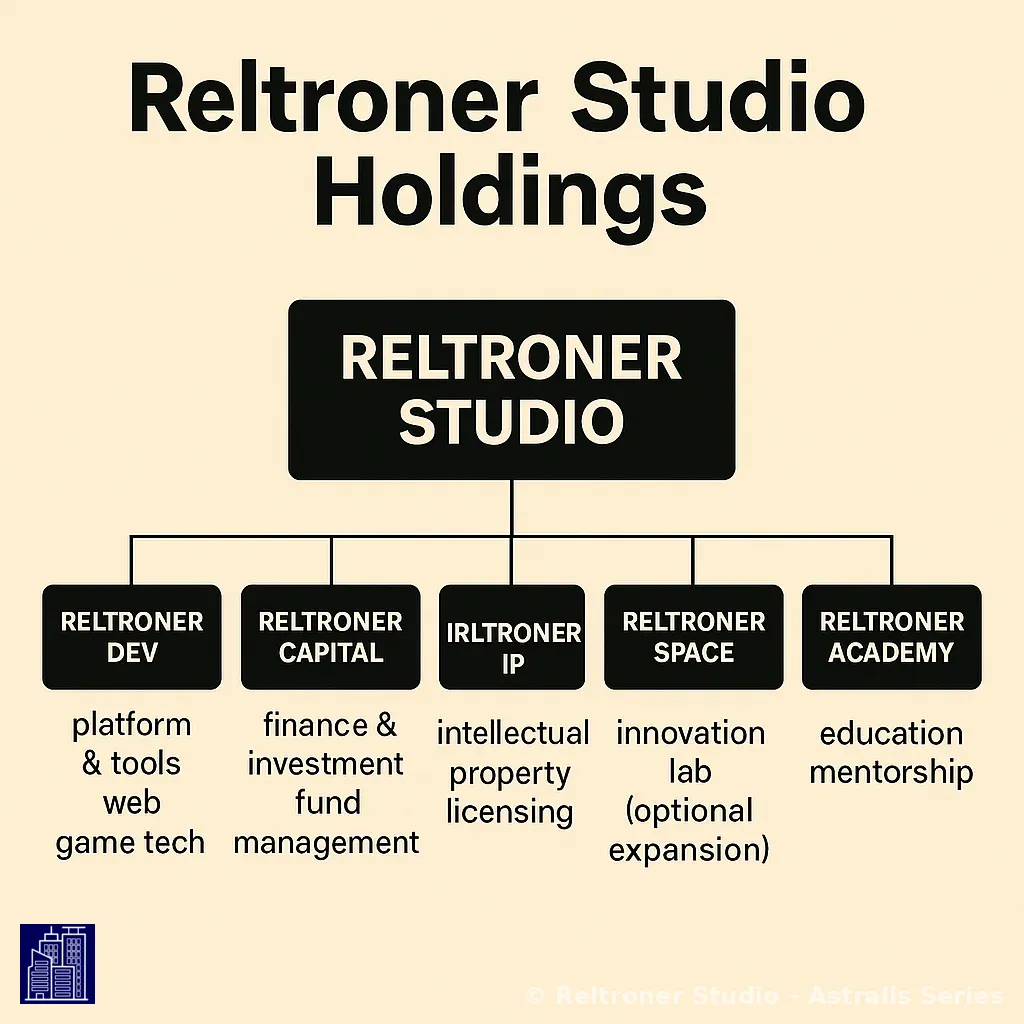 Reltroner Studio
Holdings
RELTRONER
STUDIO
RELTRONER
DEV
platform
& tools
web
game tech
RELTRONER
CAPITAL
finance &
investment
fund
management
IRLTRONER
IP
intellectual
property
licensing
RELTRONER
SPACE
innovation
lab
(optional
expansion)
RELTRONER
ACADEMY
education
mentorship
© Reltroner Studio - Astralis Series